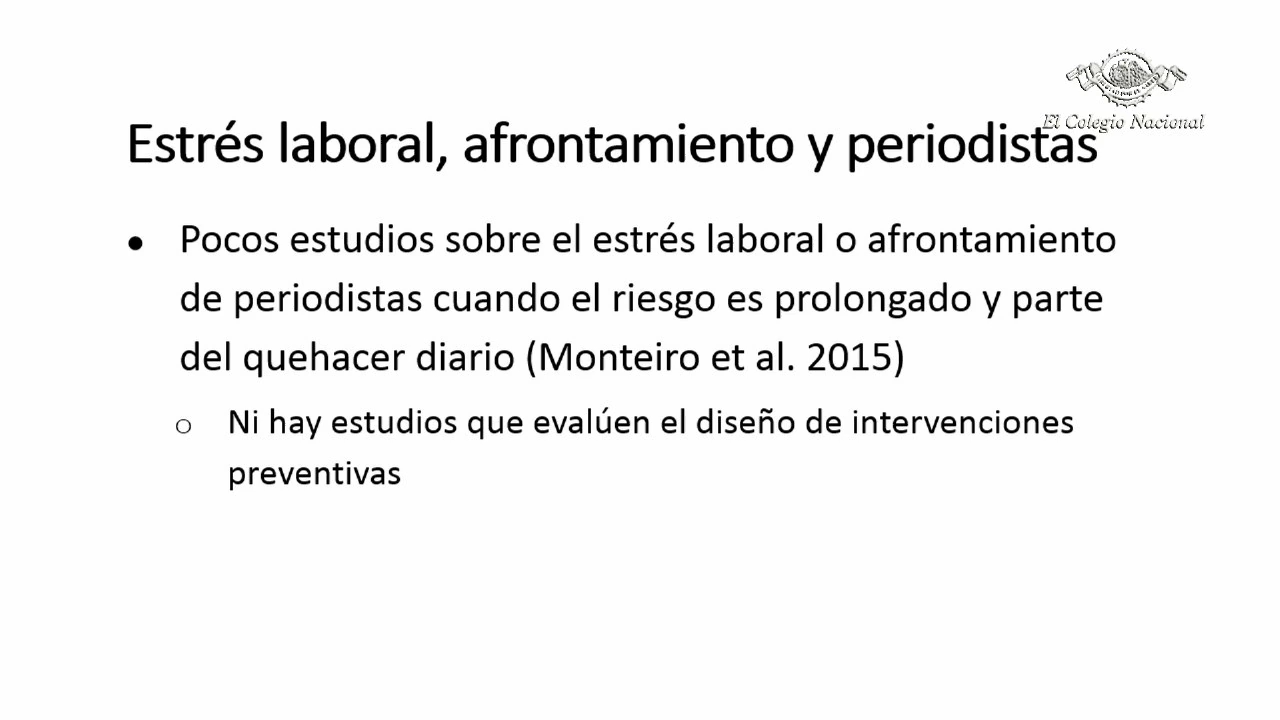 El Colegio Nacional
Estrés laboral, afrontamiento y periodistas
● Pocos estudios sobre el estrés laboral o afrontamiento
de periodistas cuando el riesgo es prolongado y parte
del quehacer diario (Monteiro et al. 2015)
○ Ni hay estudios que evalúen el diseño de intervenciones
preventivas